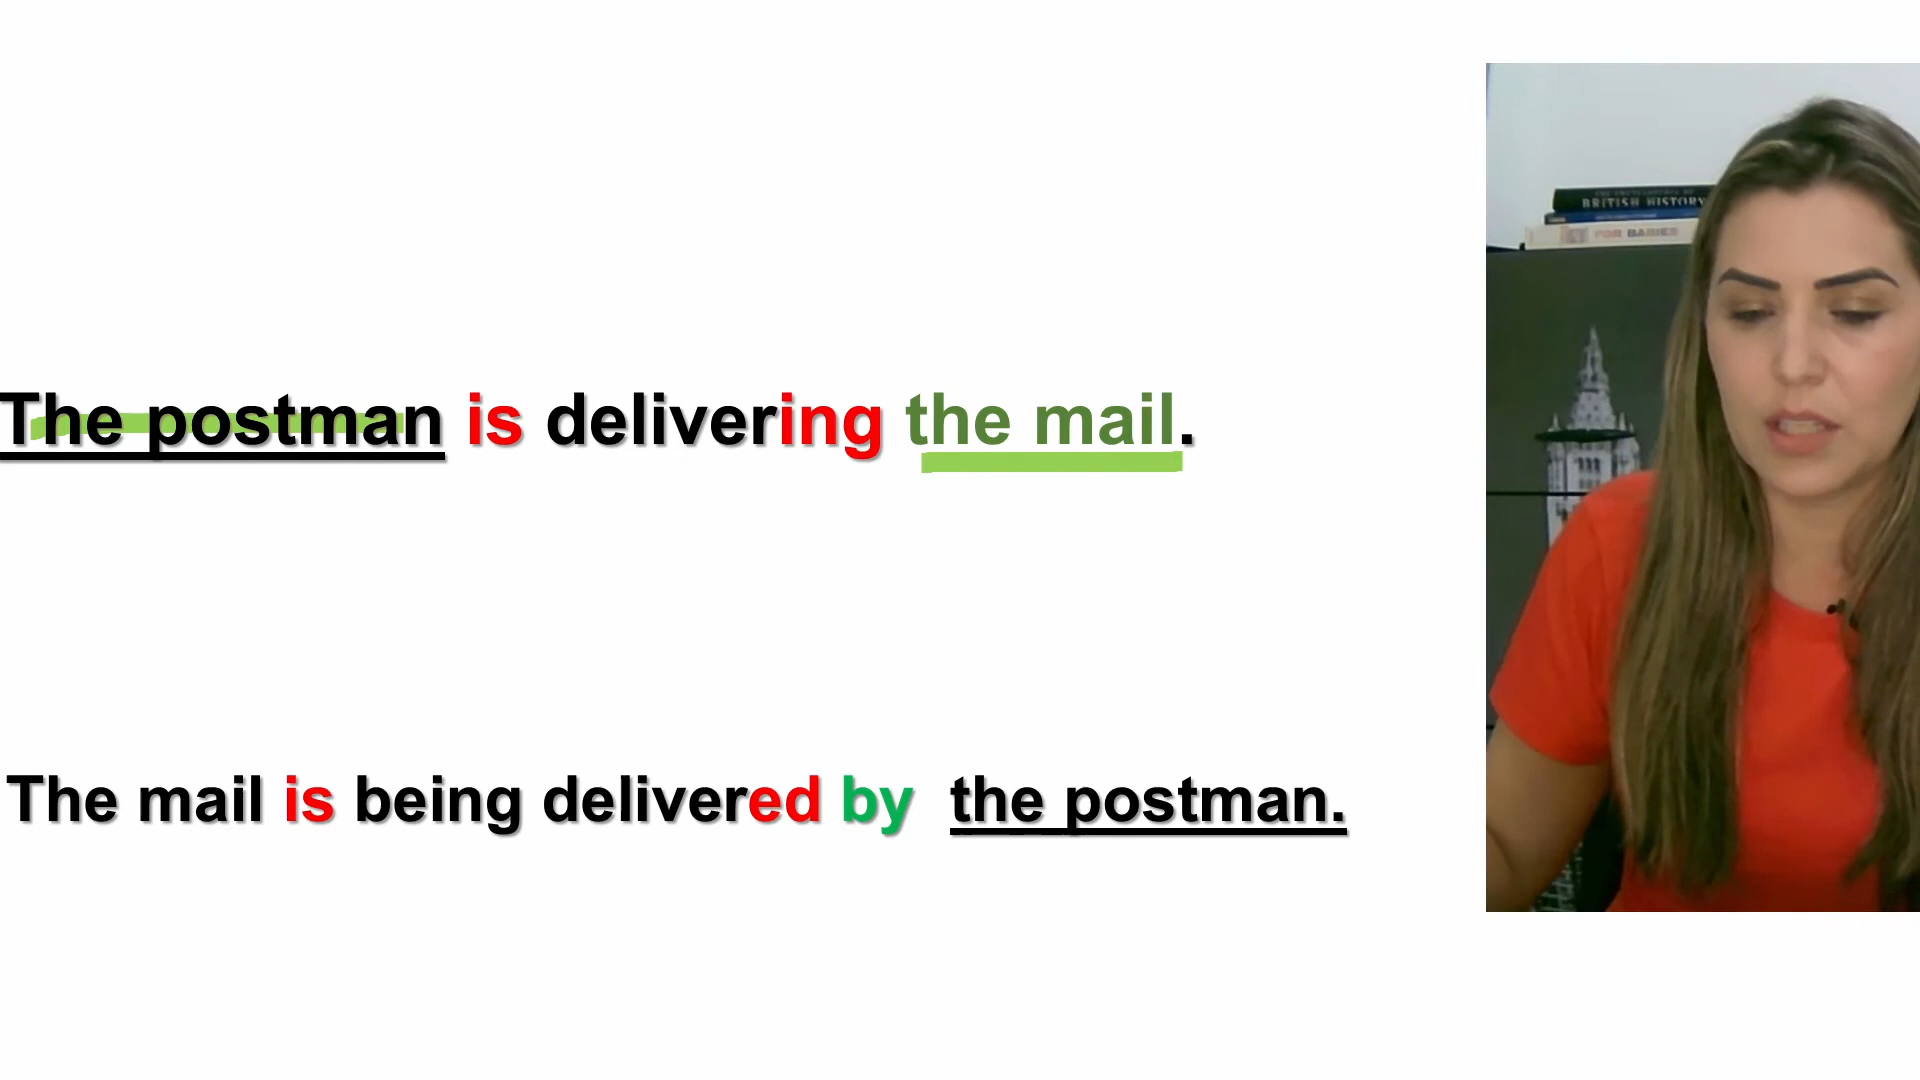 The postman is delivering the mail.
The mail is being delivered by the postman.
BRITISH HISTORY
FOR BABIES